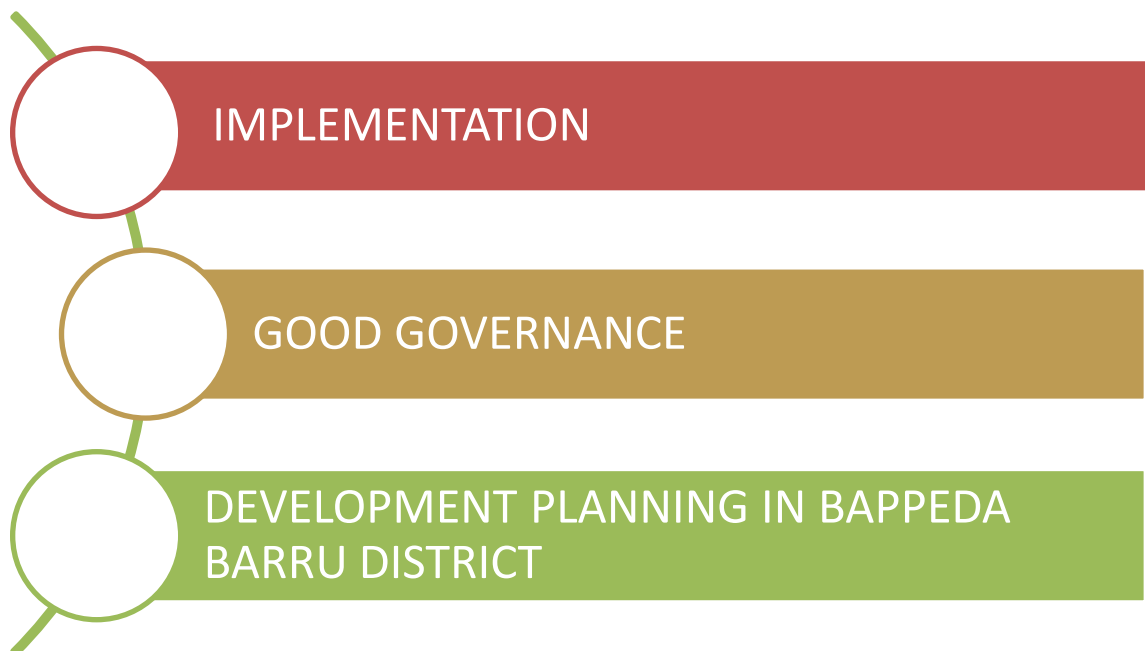 IMPLEMENTATION
GOOD GOVERNANCE
DEVELOPMENT PLANNING IN BAPPEDA
BARRU DISTRICT